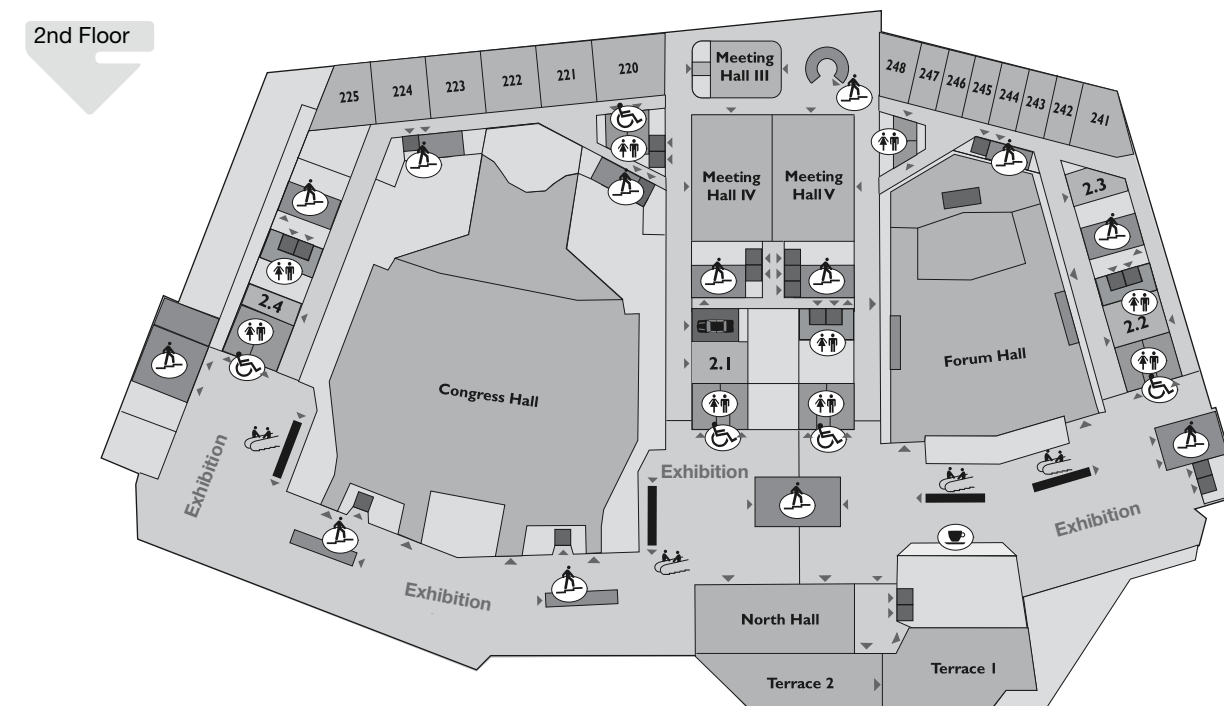 2nd Floor
225
224
223
222
221
220
Meeting
Hall III
248
247
246
245
244
243
242
241
Meeting
Hall IV
Meeting
Hall V
2.3
2.4
2.2
2.1
Forum Hall
Congress Hall
Exhibition
Exhibition
Exhibition
Exhibition
North Hall
Terrace 1
Terrace 2